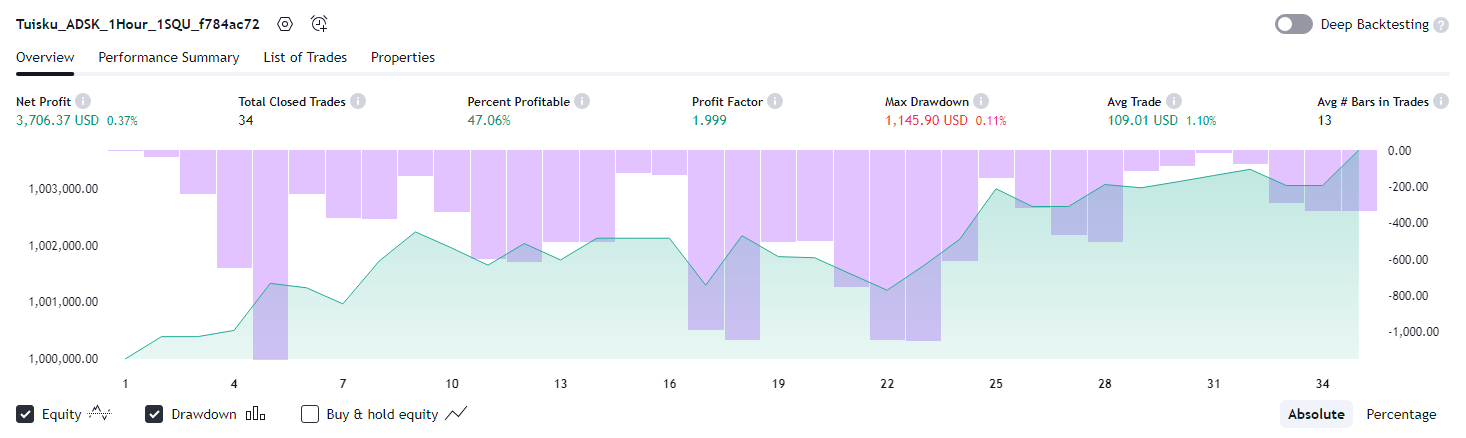 Tuisku_ADSK_1Hour_1SQU_f784ac72 Deep Backtesting
Overview Performance Summary List of Trades Properties
Net Profit Total Closed Trades Percent Profitable Profit Factor Max Drawdown Avg Trade Avg # Bars in Trades
3,706.37 USD 0.37% 34 47.06% 1.999 1,145.90 USD 0.11% 109.01 USD 1.10% 13
0.00
1,003,000.00 -200.00
-400.00
1,002,000.00
-600.00
1,001,000.00 -800.00
-1,000.00
1,000,000.00
1 4 7 10 13 16 19 22 25 28 31 34
Equity Drawdown Buy & hold equity Absolute Percentage